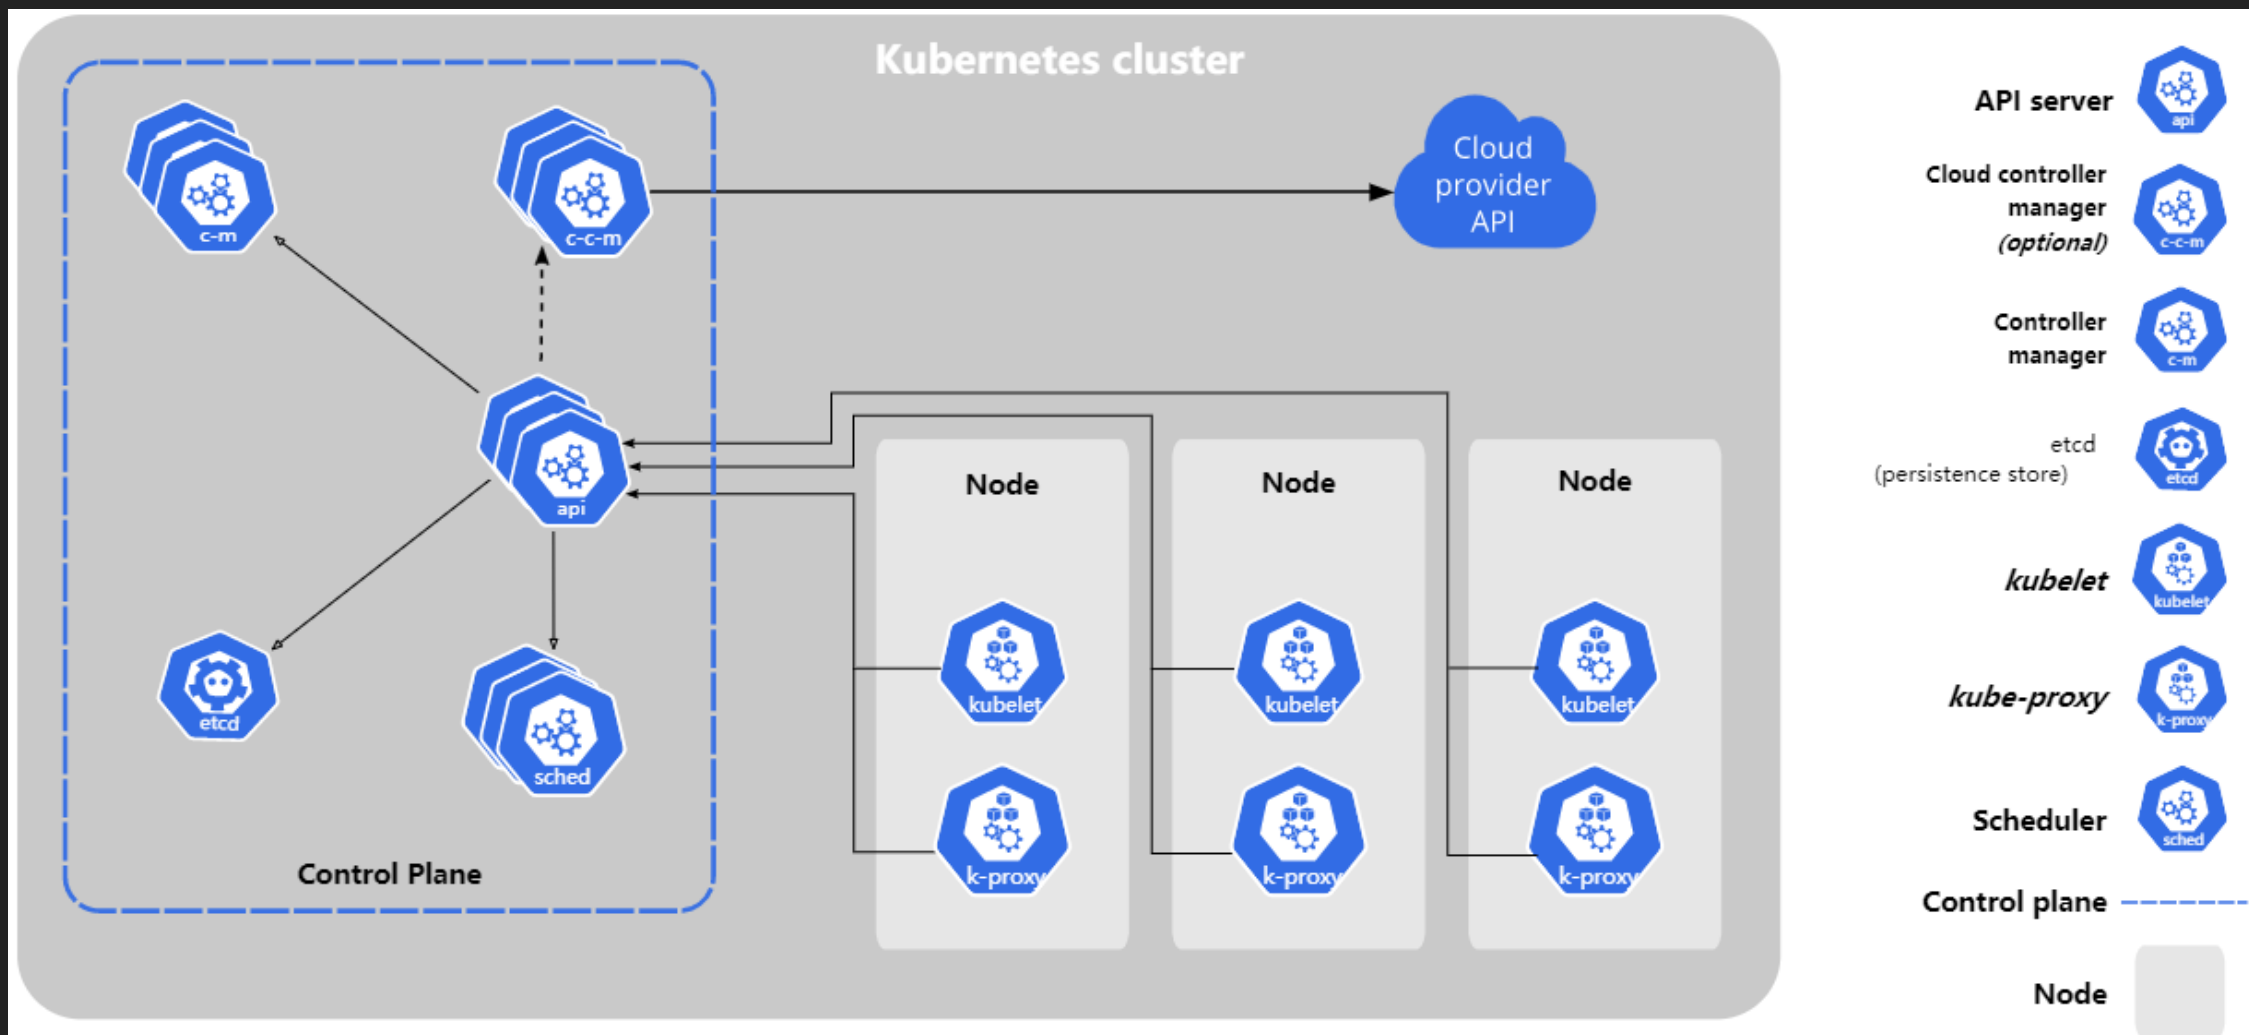 Kubernetes cluster
c-m
c-c-m
Cloud
provider
API
api
etcd
sched
Control Plane
Node
kubelet
k-proxy
Node
kubelet
k-proxy
Node
kubelet
k-proxy
API server
api
Cloud controller
manager
(optional)
c-c-m
Controller
manager
c-m
etcd
(persistence store)
etcd
kubelet
kubelet
kube-proxy
k-proxy
Scheduler
sched
Control plane
Node